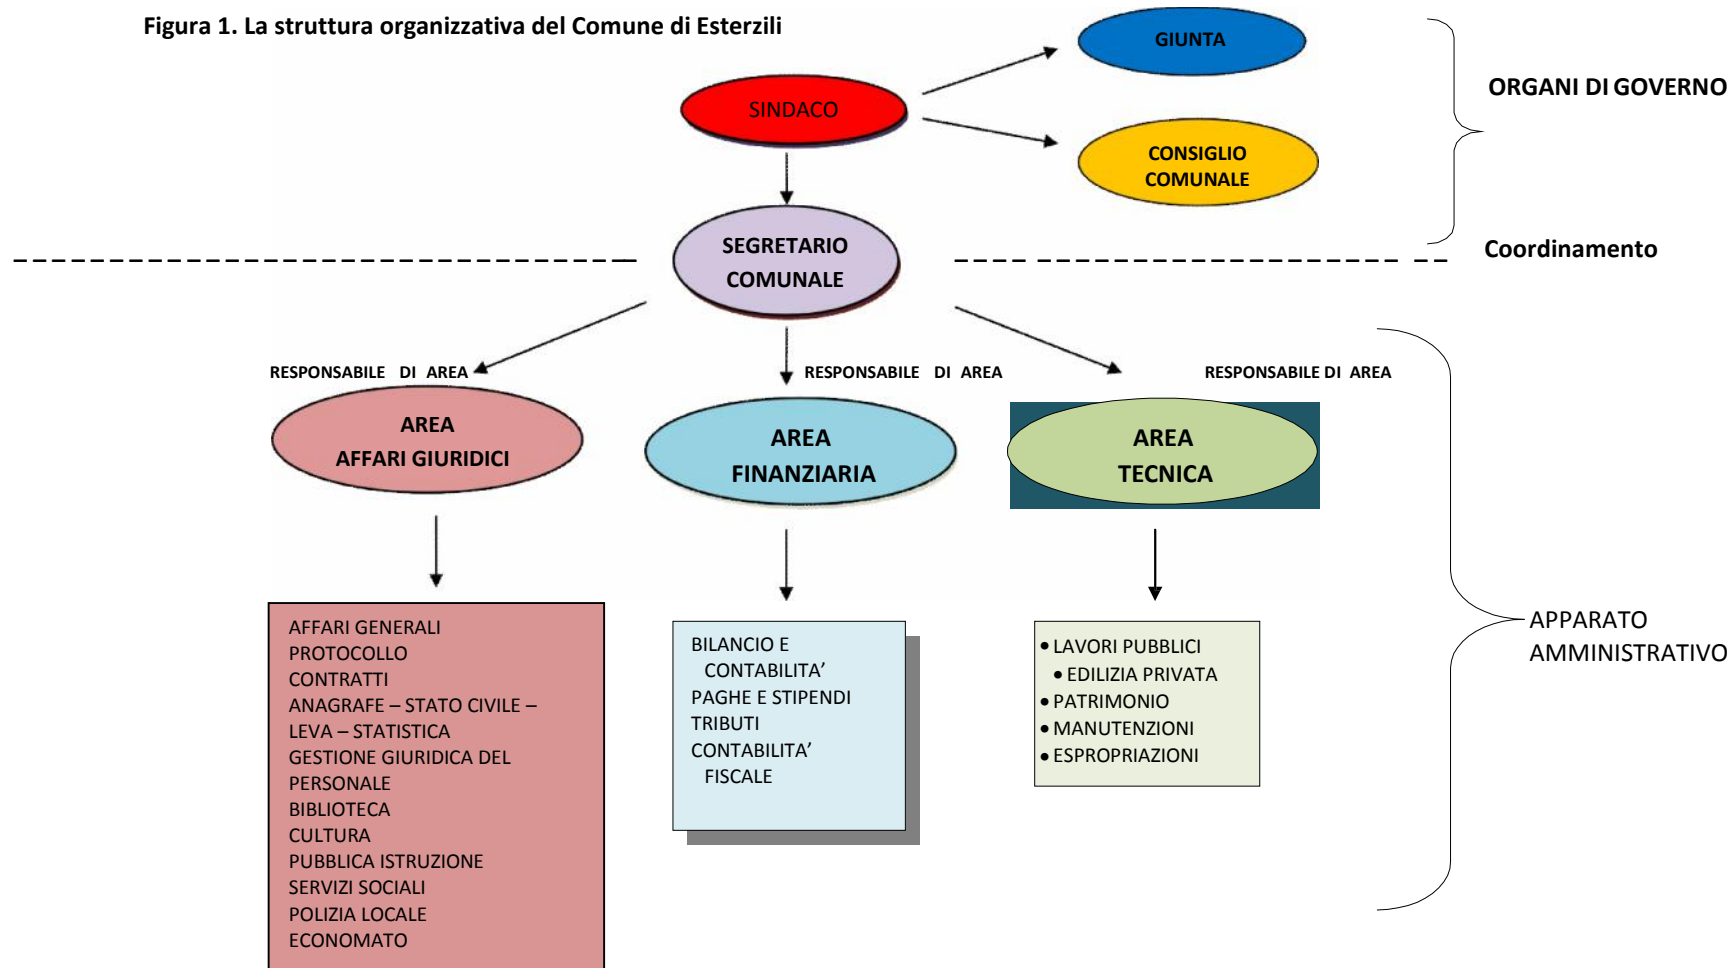 Figura 1. La struttura organizzativa del Comune di Esterzili
GIUNTA
ORGANI DI GOVERNO
SINDACO
CONSIGLIO
COMUNALE
SEGRETARIO
COMUNALE
Coordinamento
RESPONSABILE DI AREA
RESPONSABILE DI AREA
RESPONSABILE DI AREA
AREA
AFFARI GIURIDICI
AREA
FINANZIARIA
AREA
TECNICA
AFFARI GENERALI
PROTOCOLLO
CONTRATTI
ANAGRAFE – STATO CIVILE –
LEVA – STATISTICA
GESTIONE GIURIDICA DEL
PERSONALE
BIBLIOTECA
CULTURA
PUBBLICA ISTRUZIONE
SERVIZI SOCIALI
POLIZIA LOCALE
ECONOMATO
BILANCIO E
CONTABILITA’
PAGHE E STIPENDI
TRIBUTI
CONTABILITA’
FISCALE
• LAVORI PUBBLICI
• EDILIZIA PRIVATA
• PATRIMONIO
• MANUTENZIONI
• ESPROPRIAZIONI
APPARATO
AMMINISTRATIVO